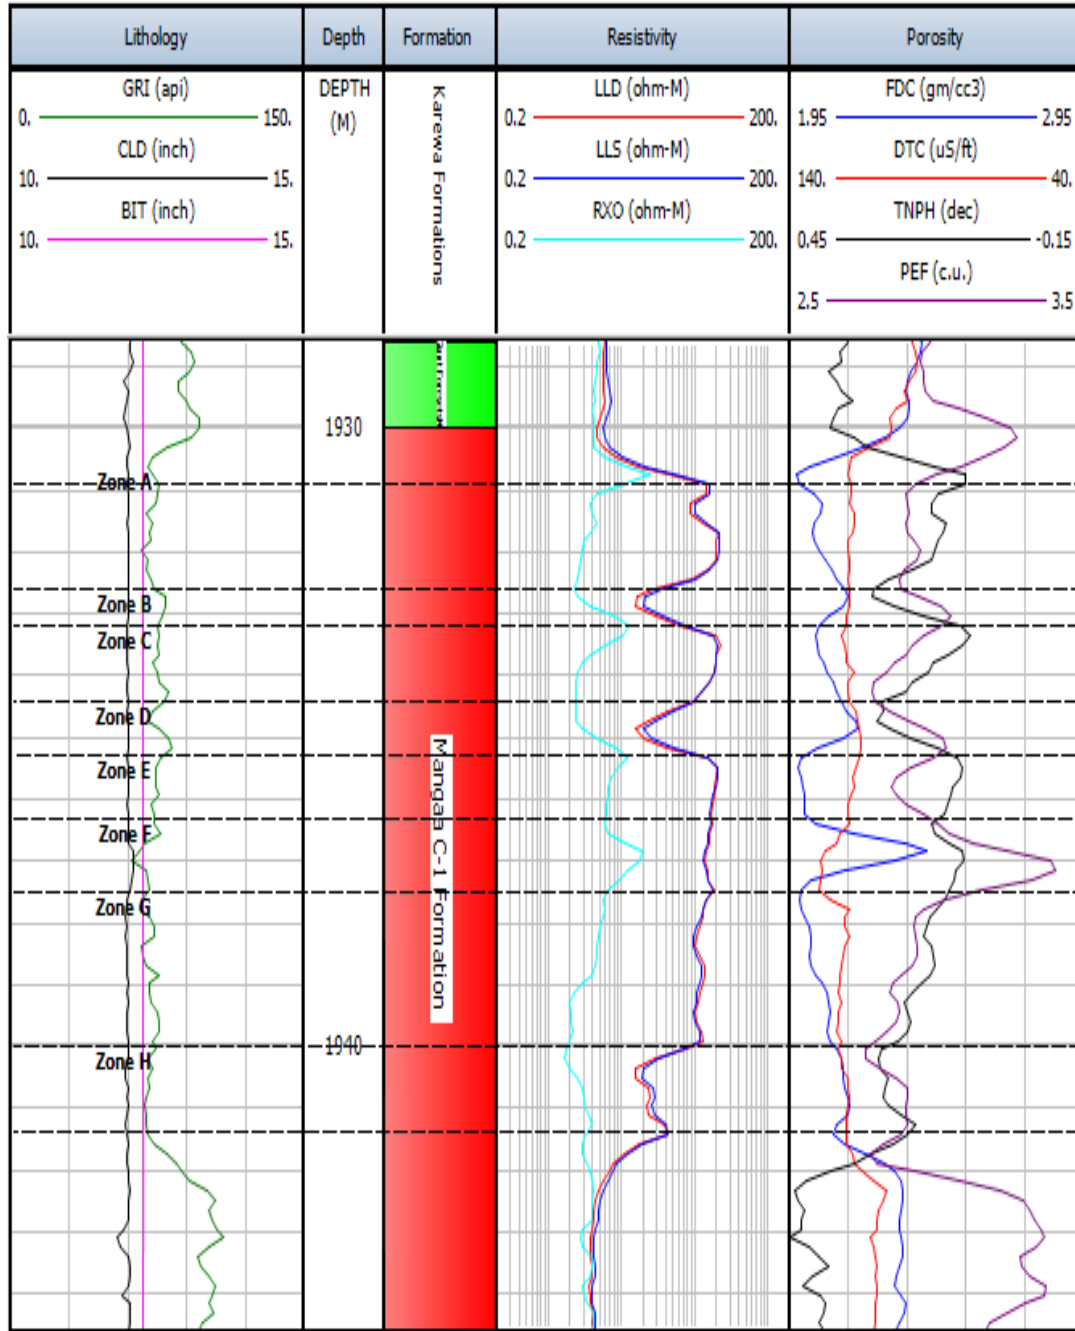 Lithology
Depth
Formation
Resistivity
Porosity
GRI (api)
0. 150.
CLD (inch)
10. 15.
BIT (inch)
10. 15.
DEPTH
(M)
Karewa Formations
LLD (ohm-M)
0.2 200.
LLS (ohm-M)
0.2 200.
RXO (ohm-M)
0.2 200.
FDC (gm/cc3)
1.95 2.95
DTC (uS/ft)
140. 40.
TNPH (dec)
0.45 -0.15
PEF (c.u.)
2.5 3.5
1930
Zone A
Zone B
Zone C
Zone D
Zone E
Zone F
Zone G
Mangaa C-1 Formation
1940
Zone H